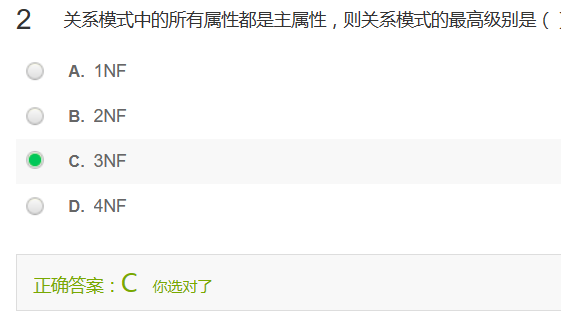 2 关系模式中的所有属性都是主属性，则关系模式的最高级别是（ ）
A. 1NF
B. 2NF
C. 3NF
D. 4NF
正确答案：C 你选对了